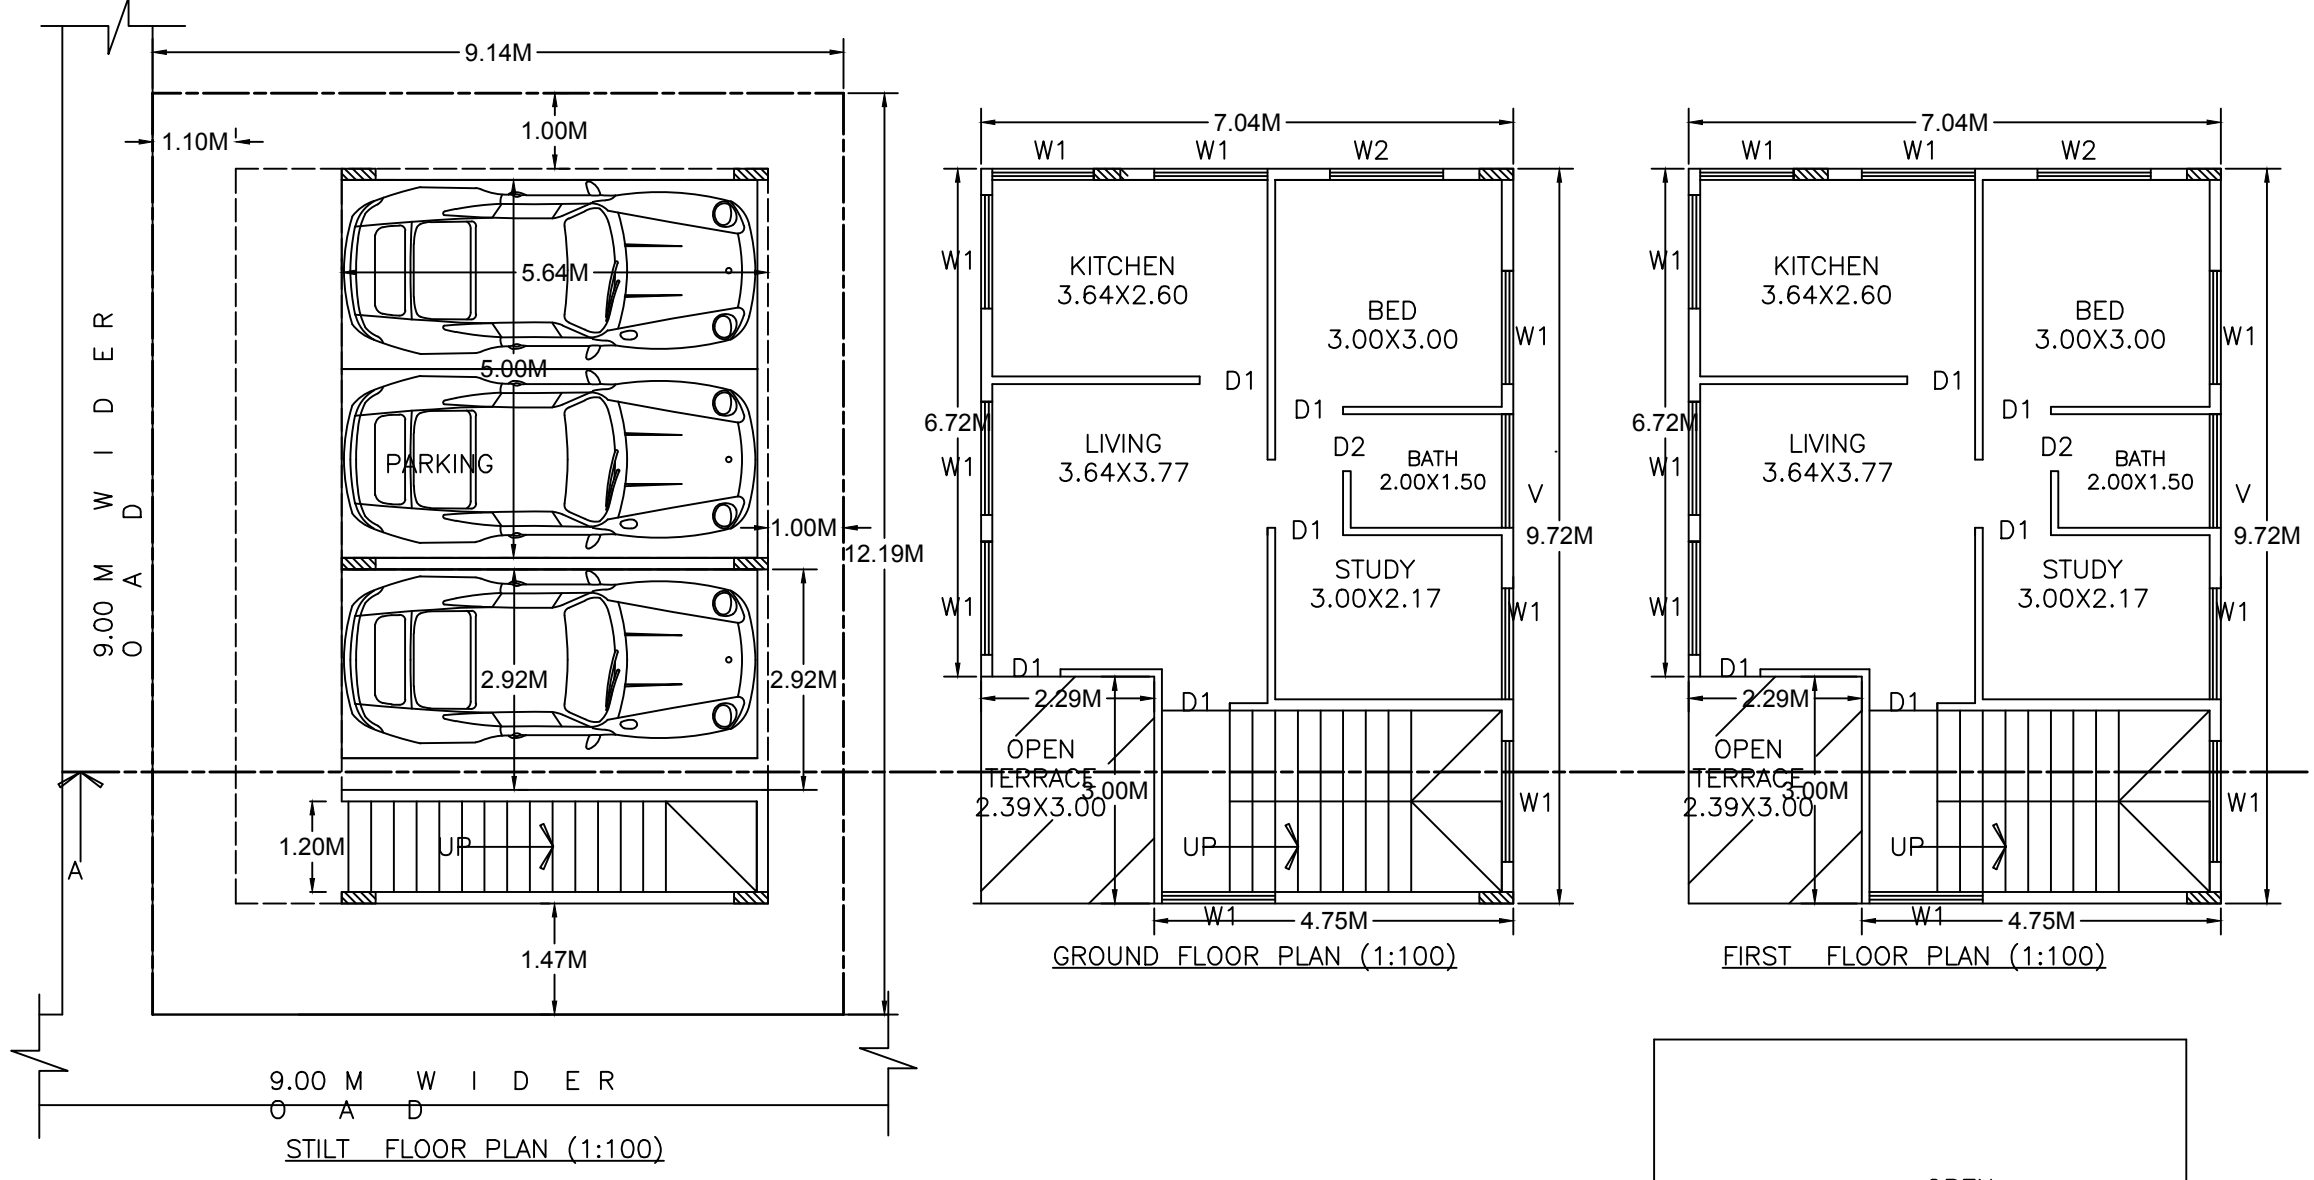 9.14M
1.00M
1.10M
5.64M
5.00M
PARKING
1.00M
12.19M
2.92M
2.92M
1.20M
UP
A
1.47M
9.00 M W I D E R
O A D
9.00 M W I D E R
O A D
STILT FLOOR PLAN (1:100)
7.04M
W1 W1 W2
W1
KITCHEN
3.64X2.60
BED
3.00X3.00
W1
D1
D1
6.72M
LIVING
3.64X3.77
W1
D2
BATH
2.00X1.50
V
9.72M
D1
STUDY
3.00X2.17
W1
W1
D1
2.29M
D1
OPEN
TERRACE
2.39X3.00
3.00M
W1
UP
W1
4.75M
GROUND FLOOR PLAN (1:100)
7.04M
W1 W1 W2
W1
KITCHEN
3.64X2.60
BED
3.00X3.00
W1
D1
D1
6.72M
LIVING
3.64X3.77
W1
D2
BATH
2.00X1.50
V
9.72M
D1
STUDY
3.00X2.17
W1
W1
D1
2.29M
D1
OPEN
TERRACE
2.39X3.00
3.00M
W1
UP
W1
4.75M
FIRST FLOOR PLAN (1:100)